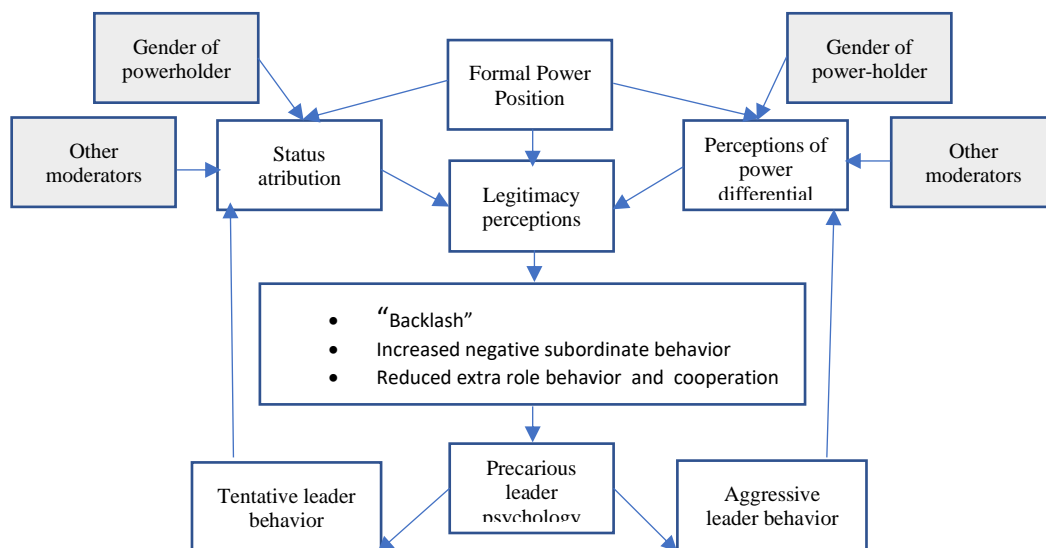 Gender of
powerholder
Formal Power
Position
Gender of
power-holder
Other
moderators
Status
atribution
Legitimacy
perceptions
Perceptions of
power
differential
Other
moderators
• “Backlash”
• Increased negative subordinate behavior
• Reduced extra role behavior and cooperation
Tentative leader
behavior
Precarious
leader
psychology
Aggressive
leader behavior